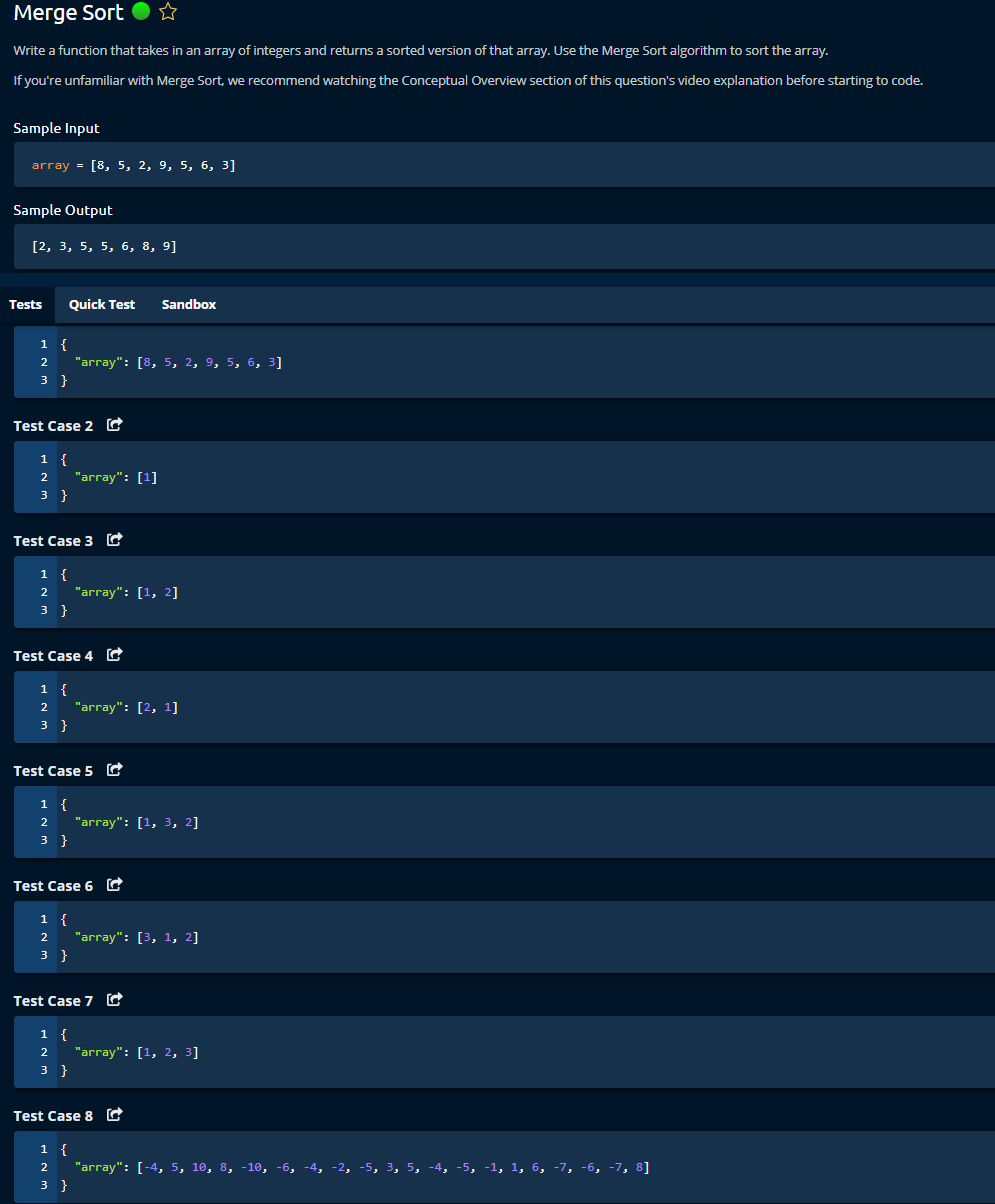 Merge Sort
Write a function that takes in an array of integers and returns a sorted version of that array. Use the Merge Sort algorithm to sort the array.
If you're unfamiliar with Merge Sort, we recommend watching the Conceptual Overview section of this question's video explanation before starting to code.
Sample Input
array = [8, 5, 2, 9, 5, 6, 3]
Sample Output
[2, 3, 5, 5, 6, 8, 9]
Tests Quick Test Sandbox
1 {
2 "array": [8, 5, 2, 9, 5, 6, 3]
3 }
Test Case 2
1 {
2 "array": [1]
3 }
Test Case 3
1 {
2 "array": [1, 2]
3 }
Test Case 4
1 {
2 "array": [2, 1]
3 }
Test Case 5
1 {
2 "array": [1, 3, 2]
3 }
Test Case 6
1 {
2 "array": [3, 1, 2]
3 }
Test Case 7
1 {
2 "array": [1, 2, 3]
3 }
Test Case 8
1 {
2 "array": [-4, 5, 10, 8, -10, -6, -4, -2, -5, 3, 5, -4, -5, -1, 1, 6, -7, -6, -7, 8]
3 }